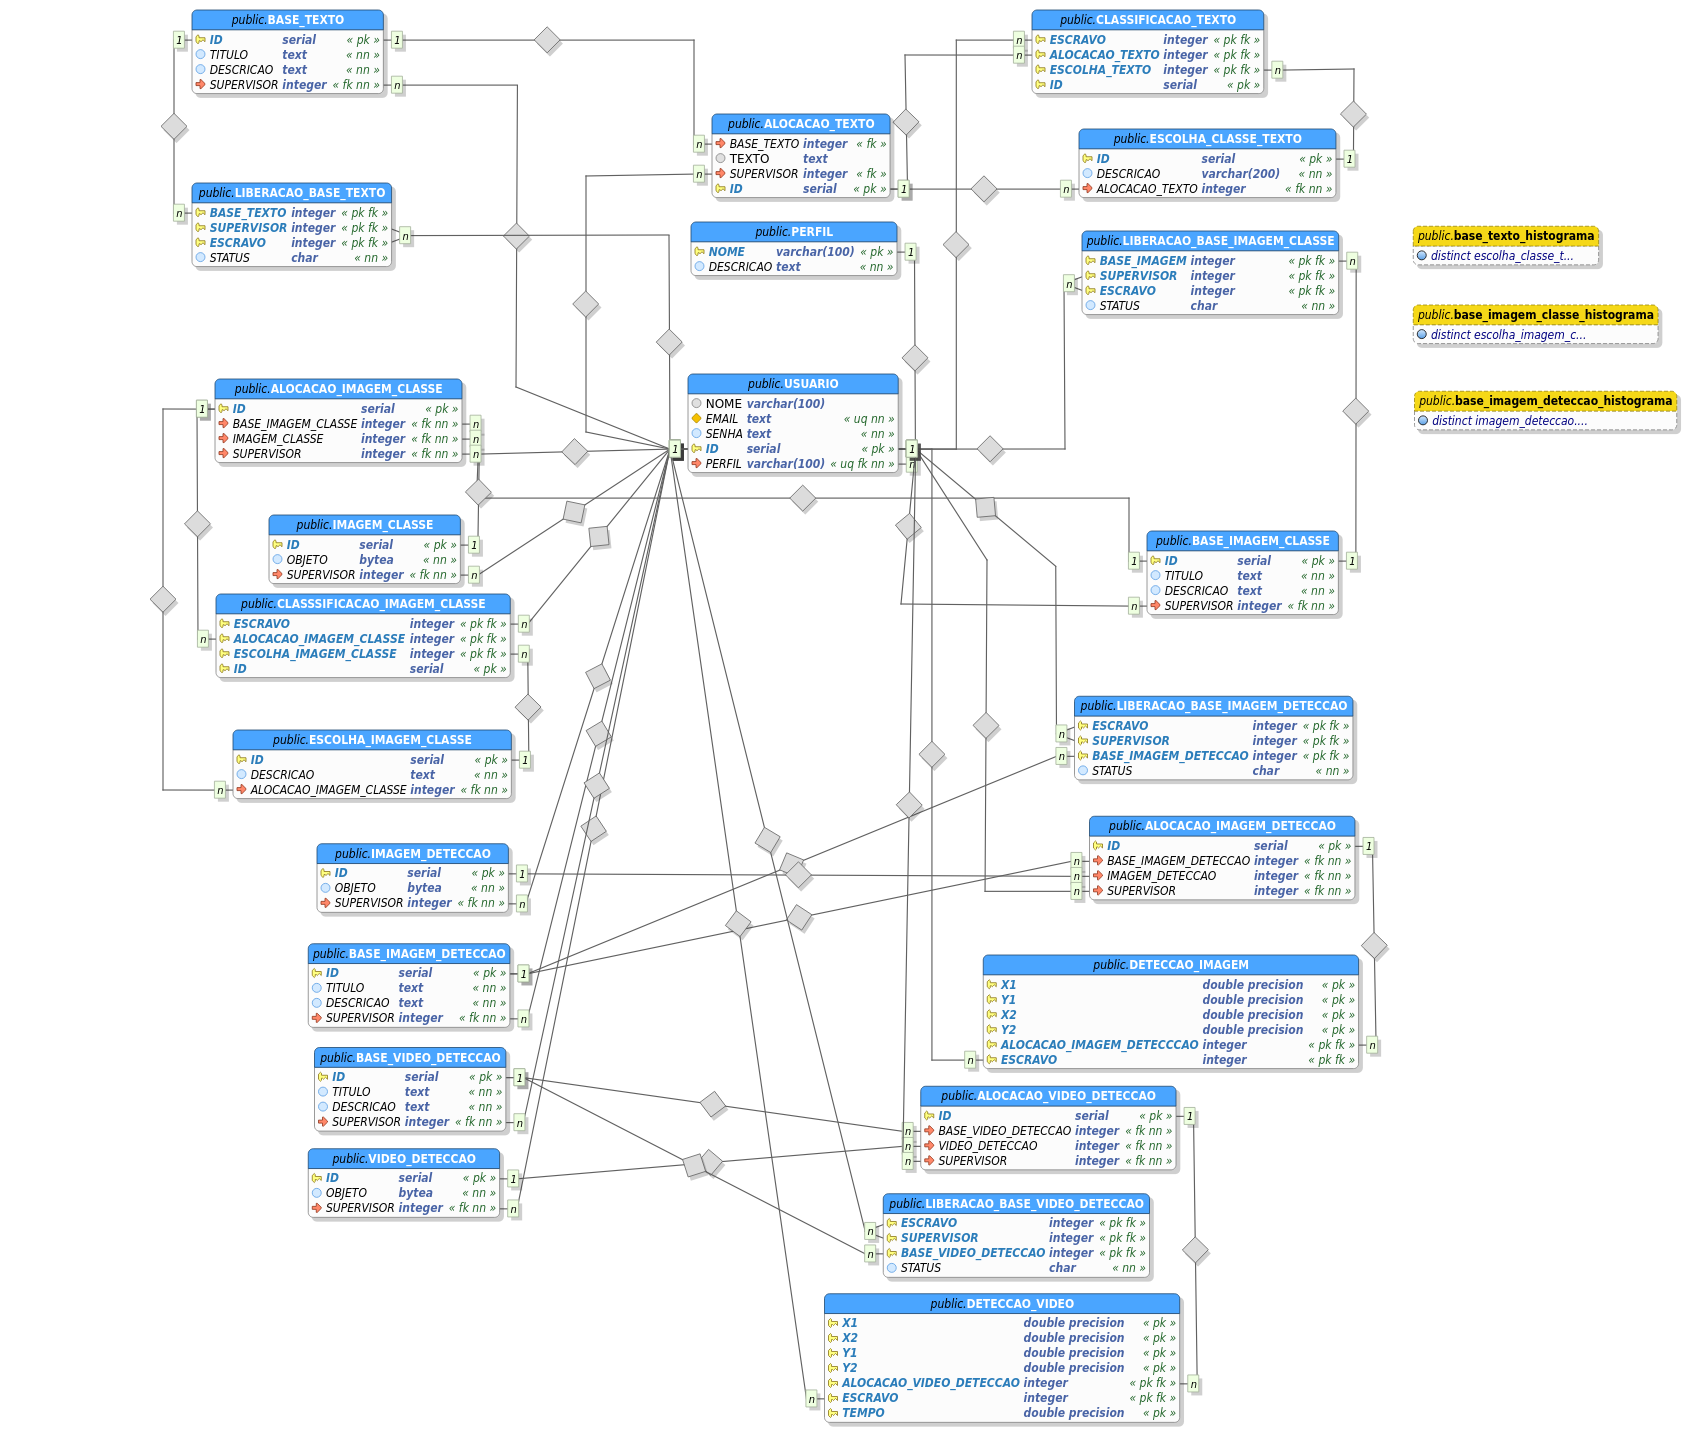 public.BASE_TEXTO
ID serial « pk »
TITULO text « nn »
DESCRICAO text « nn »
SUPERVISOR integer « fk nn »
1
1
n
public.CLASSIFICACAO_TEXTO
ESCRAVO integer « pk fk »
ALOCACAO_TEXTO integer « pk fk »
ESCOLHA_TEXTO integer « pk fk »
ID serial « pk »
n
n
n
public.ALOCACAO_TEXTO
BASE_TEXTO integer « fk »
TEXTO text
SUPERVISOR integer « fk »
ID serial « pk »
n
n
1
public.ESCOLHA_CLASSE_TEXTO
ID serial « pk »
DESCRICAO varchar(200) « nn »
ALOCACAO_TEXTO integer « fk nn »
1
n
public.LIBERACAO_BASE_TEXTO
BASE_TEXTO integer « pk fk »
SUPERVISOR integer « pk fk »
ESCRAVO integer « pk fk »
STATUS char « nn »
n
n
public.PERFIL
NOME varchar(100) « pk »
DESCRICAO text « nn »
1
public.LIBERACAO_BASE_IMAGEM_CLASSE
BASE_IMAGEM integer « pk fk »
SUPERVISOR integer « pk fk »
ESCRAVO integer « pk fk »
STATUS char « nn »
n
n
public.base_texto_histograma
distinct escolha_classe_t...
public.base_imagem_classe_histograma
distinct escolha_imagem_c...
public.base_imagem_deteccao_histograma
distinct imagem_deteccao....
public.USUARIO
NOME varchar(100)
EMAIL text « uq nn »
SENHA text « nn »
ID serial « pk »
PERFIL varchar(100) « uq fk nn »
1
1
n
public.ALOCACAO_IMAGEM_CLASSE
ID serial « pk »
BASE_IMAGEM_CLASSE integer « fk nn »
IMAGEM_CLASSE integer « fk nn »
SUPERVISOR integer « fk nn »
1
n
n
n
public.IMAGEM_CLASSE
ID serial « pk »
OBJETO bytea « nn »
SUPERVISOR integer « fk nn »
1
n
public.BASE_IMAGEM_CLASSE
ID serial « pk »
TITULO text « nn »
DESCRICAO text « nn »
SUPERVISOR integer « fk nn »
1
1
n
public.CLASSSIFICACAO_IMAGEM_CLASSE
ESCRAVO integer « pk fk »
ALOCACAO_IMAGEM_CLASSE integer « pk fk »
ESCOLHA_IMAGEM_CLASSE integer « pk fk »
ID serial « pk »
n
n
n
public.ESCOLHA_IMAGEM_CLASSE
ID serial « pk »
DESCRICAO text « nn »
ALOCACAO_IMAGEM_CLASSE integer « fk nn »
1
n
public.LIBERACAO_BASE_IMAGEM_DETECCAO
ESCRAVO integer « pk fk »
SUPERVISOR integer « pk fk »
BASE_IMAGEM_DETECCAO integer « pk fk »
STATUS char « nn »
n
n
public.ALOCACAO_IMAGEM_DETECCAO
ID serial « pk »
BASE_IMAGEM_DETECCAO integer « fk nn »
IMAGEM_DETECCAO integer « fk nn »
SUPERVISOR integer « fk nn »
1
n
n
n
public.IMAGEM_DETECCAO
ID serial « pk »
OBJETO bytea « nn »
SUPERVISOR integer « fk nn »
1
n
public.BASE_IMAGEM_DETECCAO
ID serial « pk »
TITULO text « nn »
DESCRICAO text « nn »
SUPERVISOR integer « fk nn »
1
n
public.DETECCAO_IMAGEM
X1 double precision « pk »
Y1 double precision « pk »
X2 double precision « pk »
Y2 double precision « pk »
ALOCACAO_IMAGEM_DETECCCAO integer « pk fk »
ESCRAVO integer « pk fk »
n
n
public.BASE_VIDEO_DETECCAO
ID serial « pk »
TITULO text « nn »
DESCRICAO text « nn »
SUPERVISOR integer « fk nn »
1
n
public.ALOCACAO_VIDEO_DETECCAO
ID serial « pk »
BASE_VIDEO_DETECCAO integer « fk nn »
VIDEO_DETECCAO integer « fk nn »
SUPERVISOR integer « fk nn »
1
n
n
n
public.VIDEO_DETECCAO
ID serial « pk »
OBJETO bytea « nn »
SUPERVISOR integer « fk nn »
1
n
public.LIBERACAO_BASE_VIDEO_DETECCAO
ESCRAVO integer « pk fk »
SUPERVISOR integer « pk fk »
BASE_VIDEO_DETECCAO integer « pk fk »
STATUS char « nn »
n
n
public.DETECCAO_VIDEO
X1 double precision « pk »
X2 double precision « pk »
Y1 double precision « pk »
Y2 double precision « pk »
ALOCACAO_VIDEO_DETECCAO integer « pk fk »
ESCRAVO integer « pk fk »
TEMPO double precision « pk »
n
n